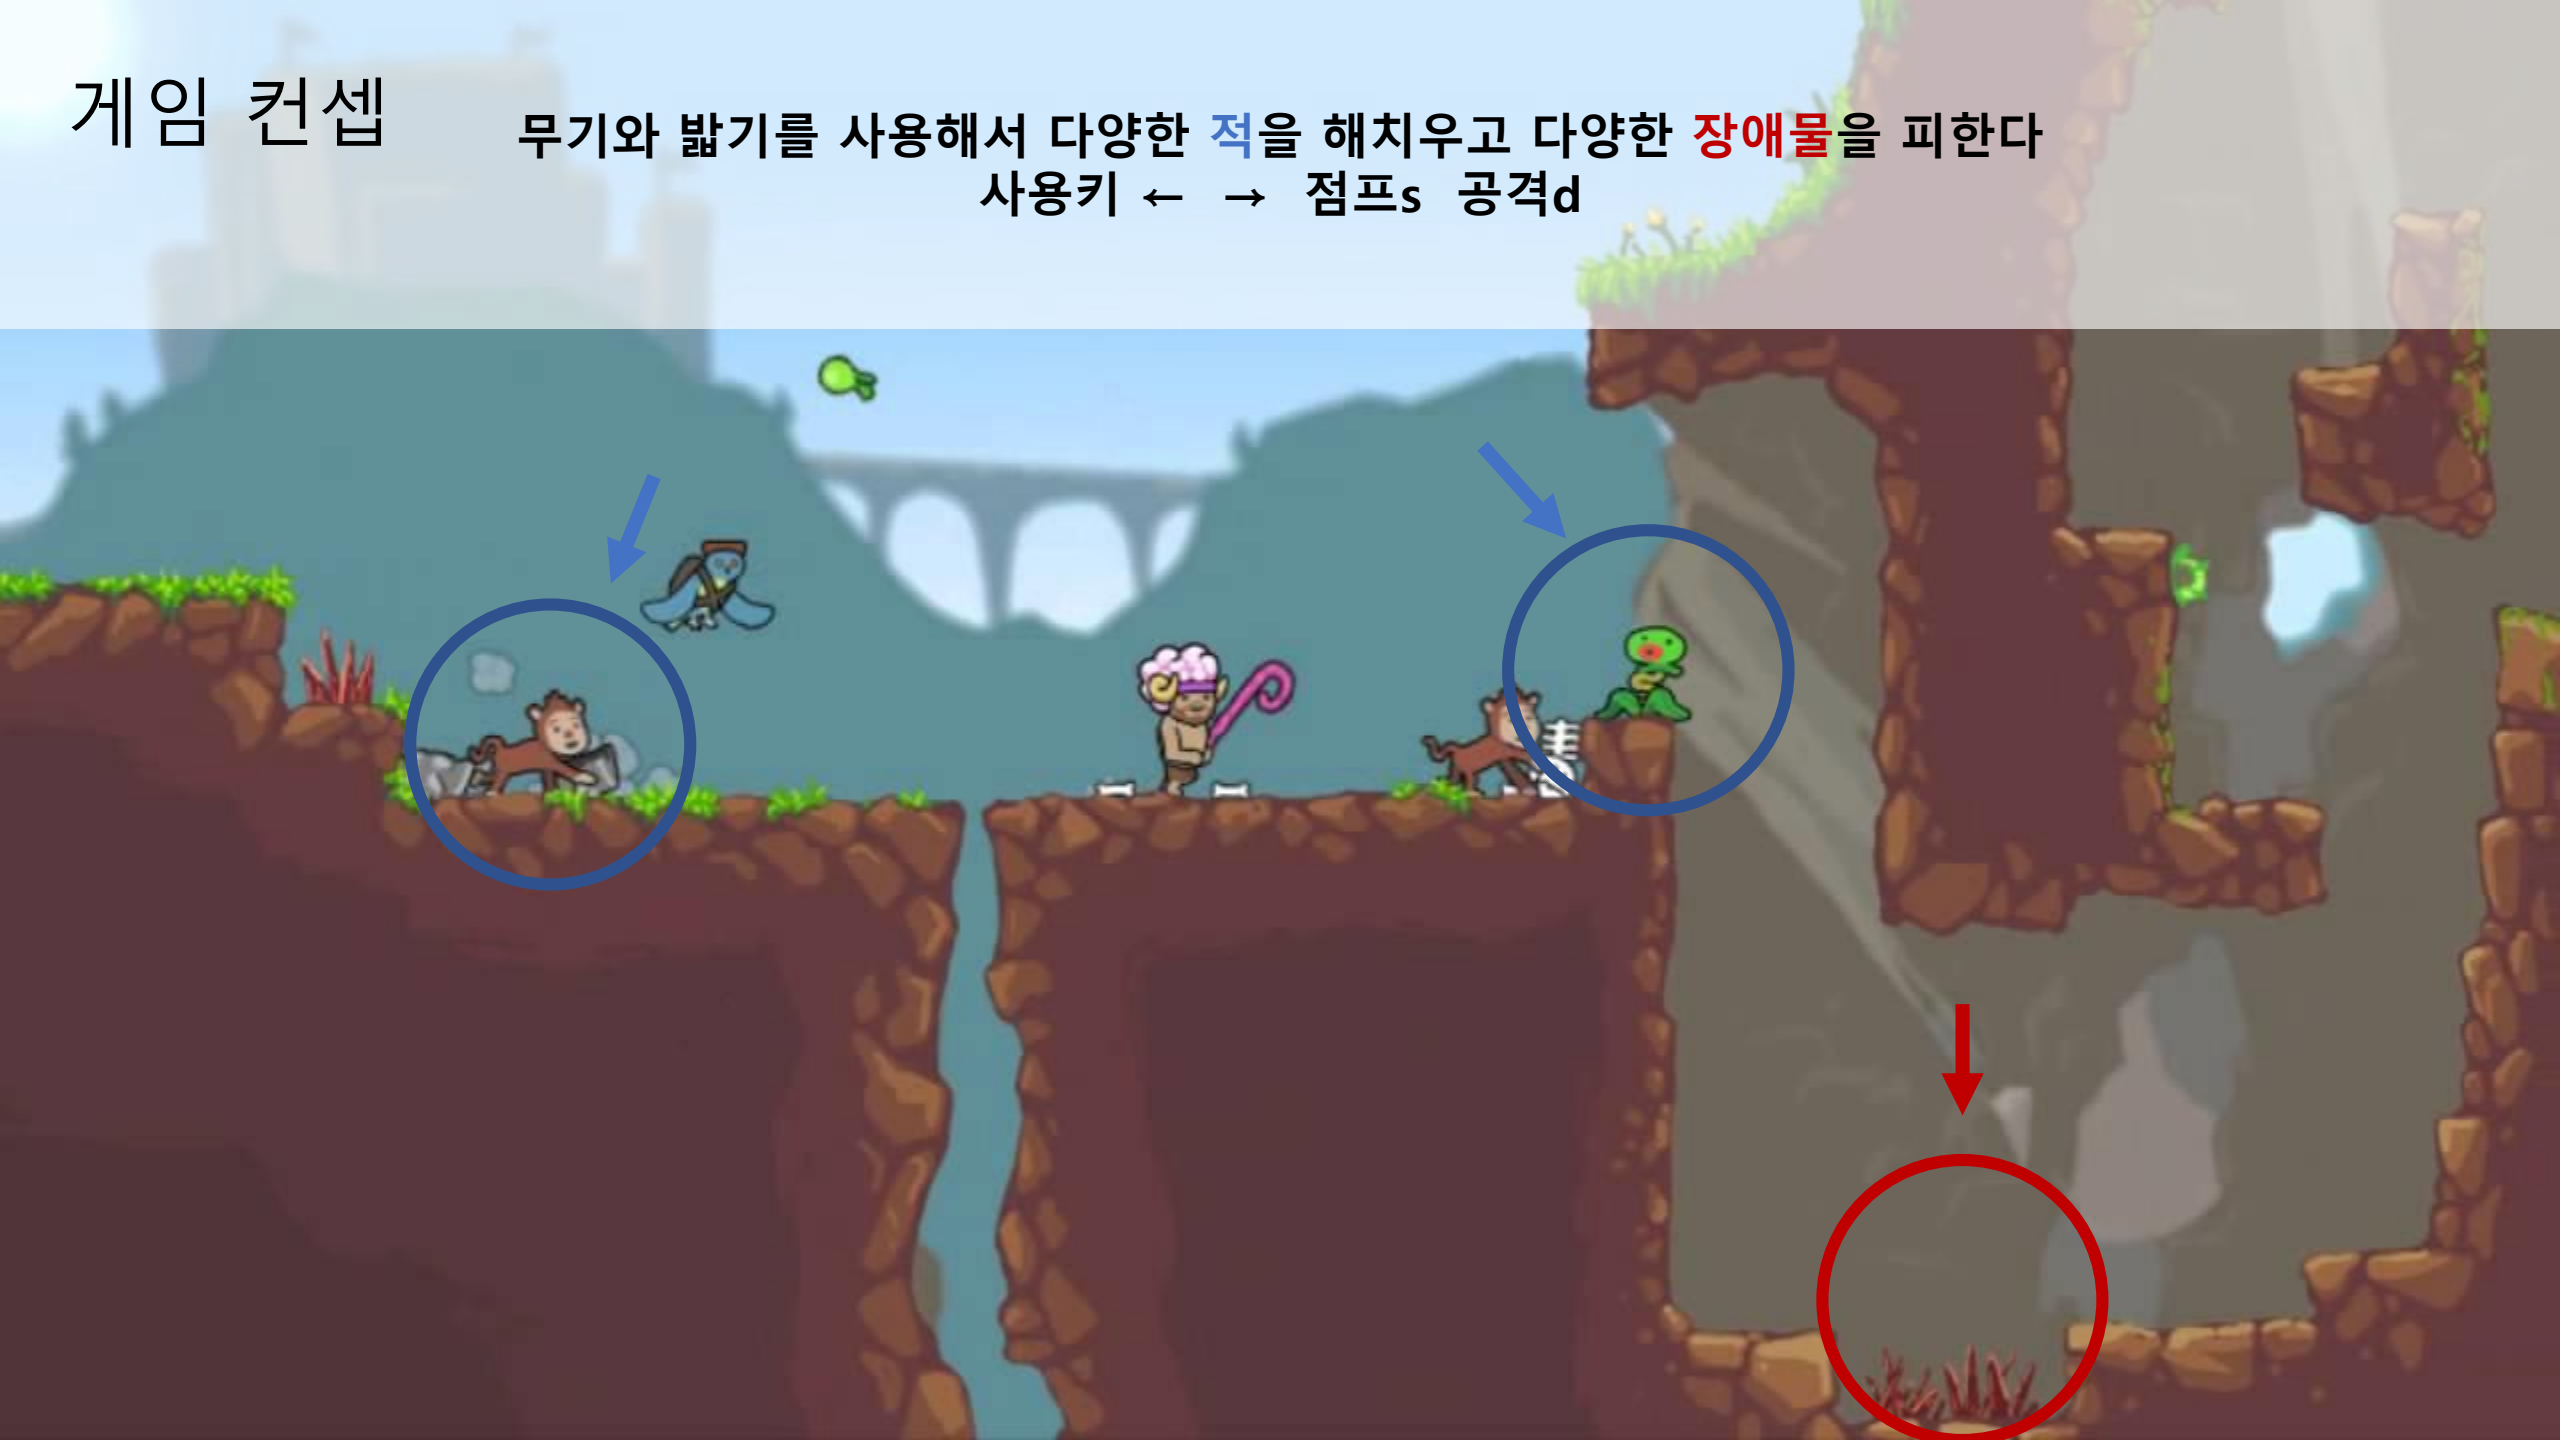 게임 컨셉
무기와 밟기를 사용해서 다양한 적을 해치우고 다양한 장애물을 피한다
사용키 ← → 점프s 공격d